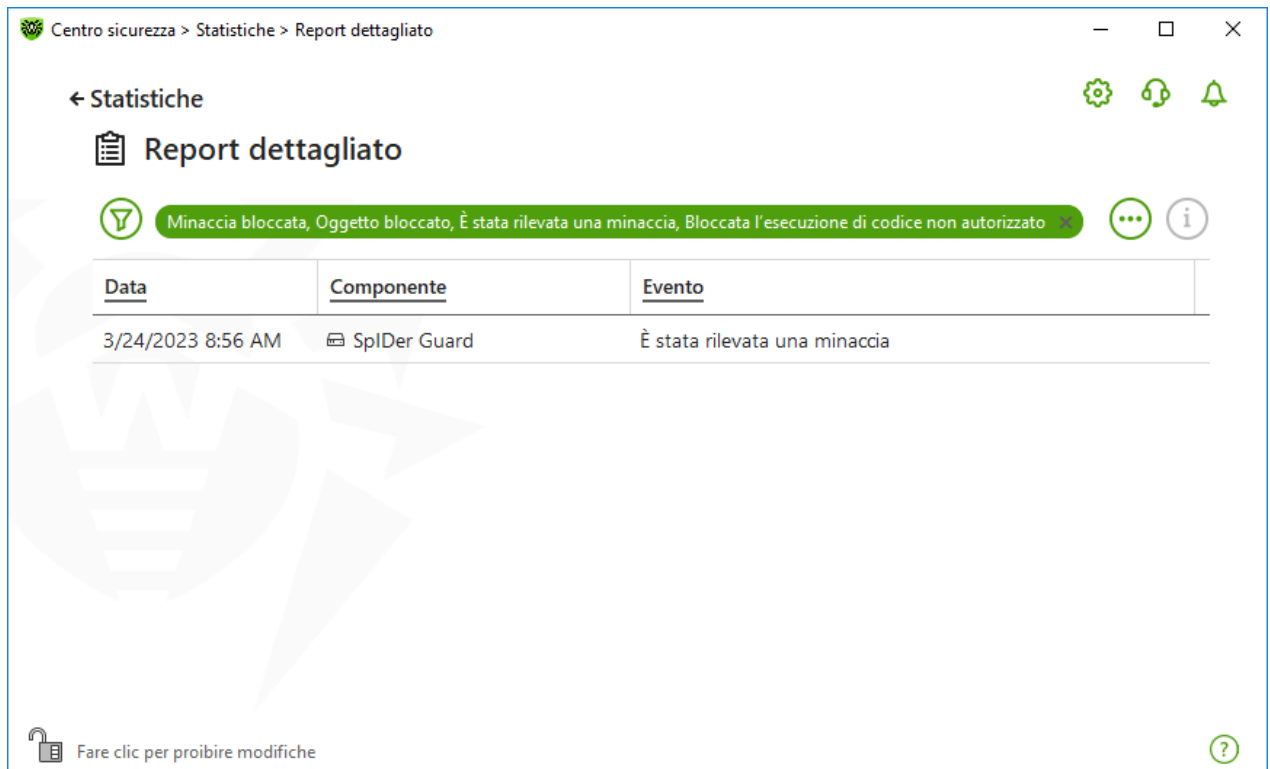 Centro sicurezza > Statistiche > Report dettagliato
Statistiche
Report dettagliato
Minaccia bloccata, Oggetto bloccato, È stata rilevata una minaccia, Bloccata l'esecuzione di codice non autorizzato
Data Componente Evento
3/24/2023 8:56 AM SpIDer Guard È stata rilevata una minaccia
Fare clic per proibire modifiche